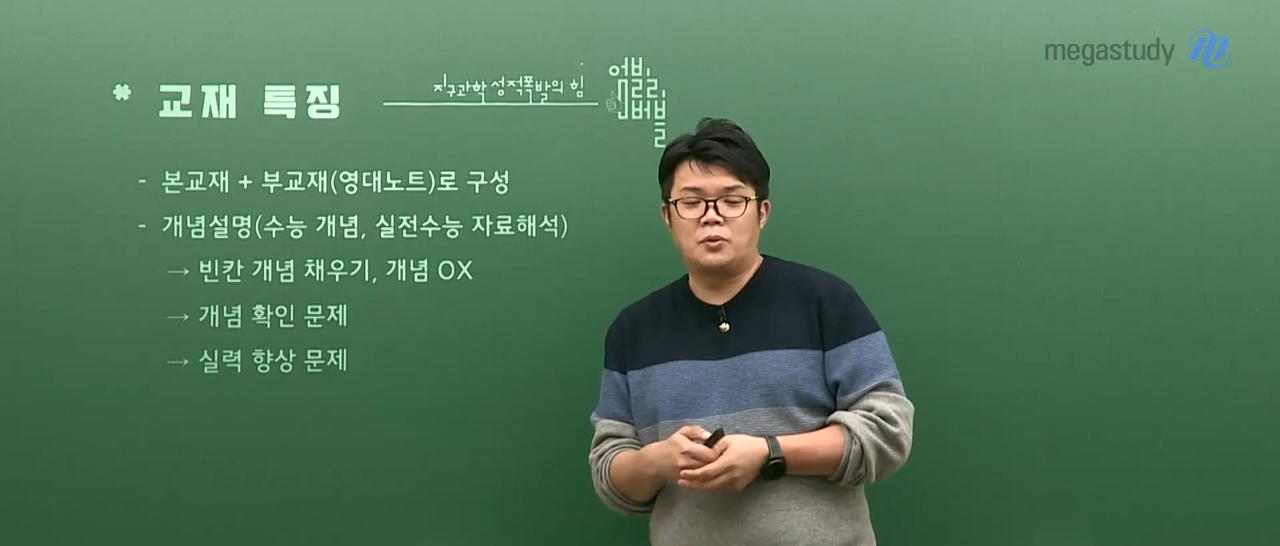 megastudy
* 교재 특징
지구과학 성적폭발의 힘
- 본교재 + 부교재(영대노트)로 구성
- 개념설명(수능 개념, 실전수능 자료해석)
→ 빈칸 개념 채우기, 개념 OX
→ 개념 확인 문제
→ 실력 향상 문제